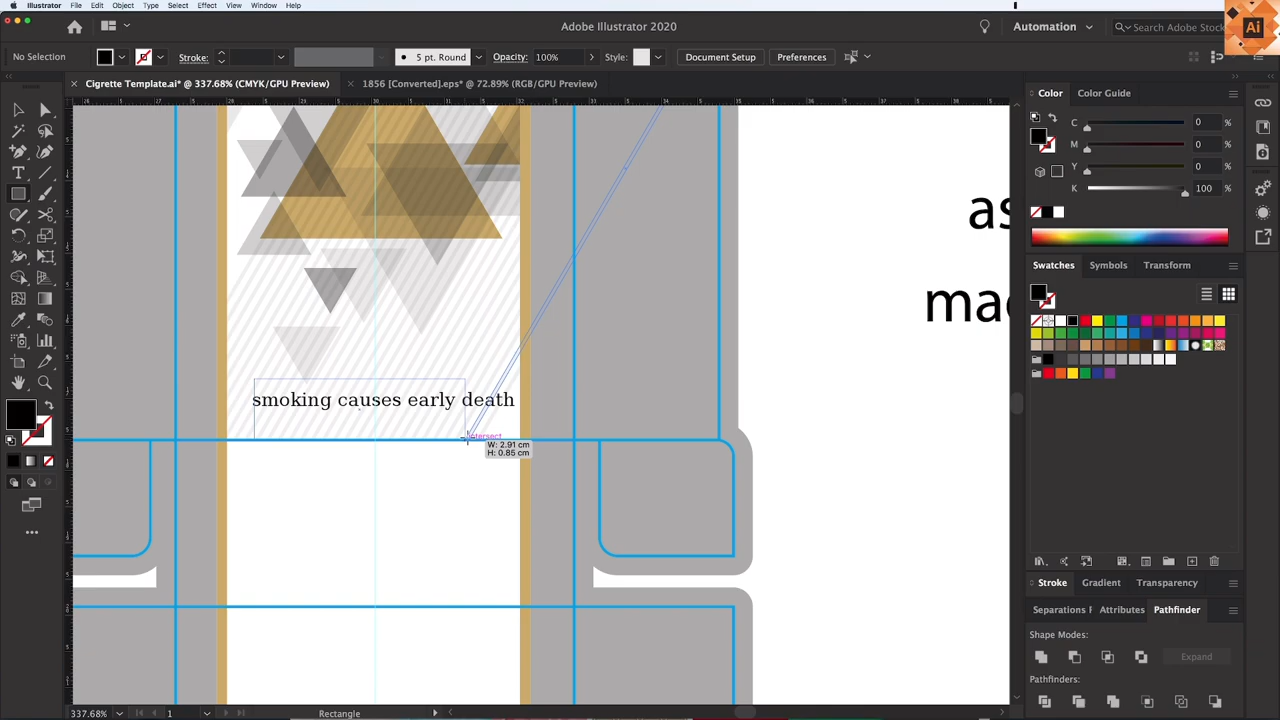 Illustrator File Edit Object Type Select Effect View Window Help
Adobe Illustrator 2020
Automation
Search Adobe Stock
Ai
No Selection
Stroke:
5 pt. Round
Opacity: 100%
Style:
Document Setup
Preferences
Cigrette Template.ai* @ 337.68% (CMYK/GPU Preview)
1856 [Converted].eps* @ 72.89% (RGB/GPU Preview)
Color
Color Guide
C 0 %
M 0 %
Y 0 %
K 100 %
Swatches
Symbols
Transform
as
mad
smoking causes early death
intersect
W: 2.91 cm
H: 0.85 cm
Stroke
Gradient
Transparency
Separations
Attributes
Pathfinder
Shape Modes:
Expand
Pathfinders:
337.68%
1
Rectangle